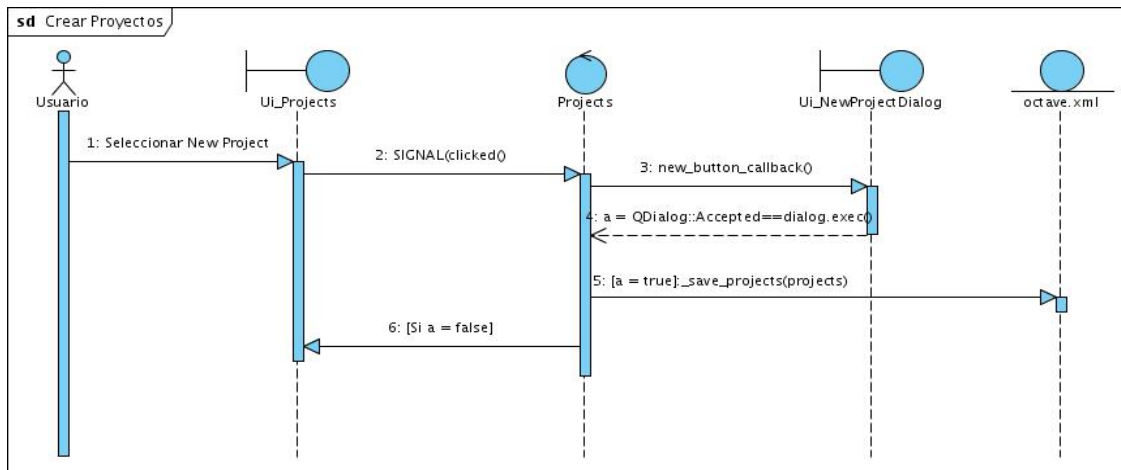 sd Crear Proyectos
Usuario
Ui_Projects
Projects
Ui_NewProjectDialog
octave.xml
1: Seleccionar New Project
2: SIGNAL(clicked()
3: new_button_callback()
4: a = QDialog::Accepted==dialog.exec()
5: [a = true]:_save_projects(projects)
6: [Si a = false]